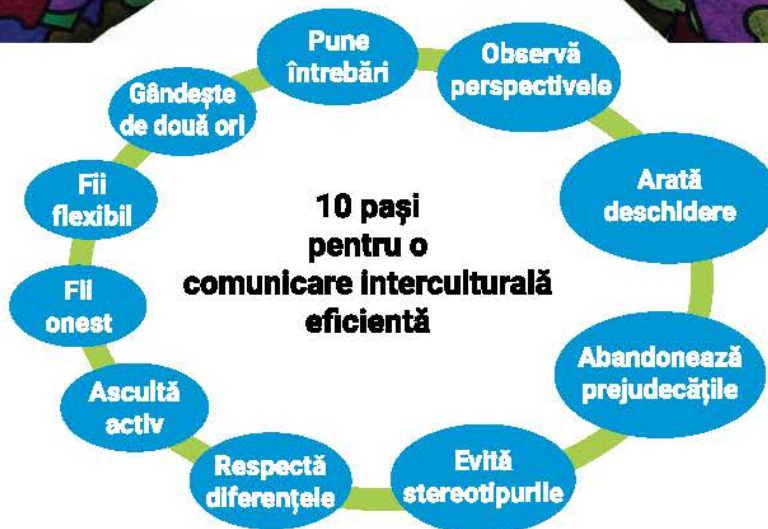 10 pași
pentru o
comunicare interculturală
eficientă
Pune
întrebări
Observă
perspectivele
Arată
deschidere
Abandonează
prejudecățile
Evită
stereotipurile
Respectă
diferențele
Ascultă
activ
Fii
onest
Fii
flexibil
Gândește
de două ori